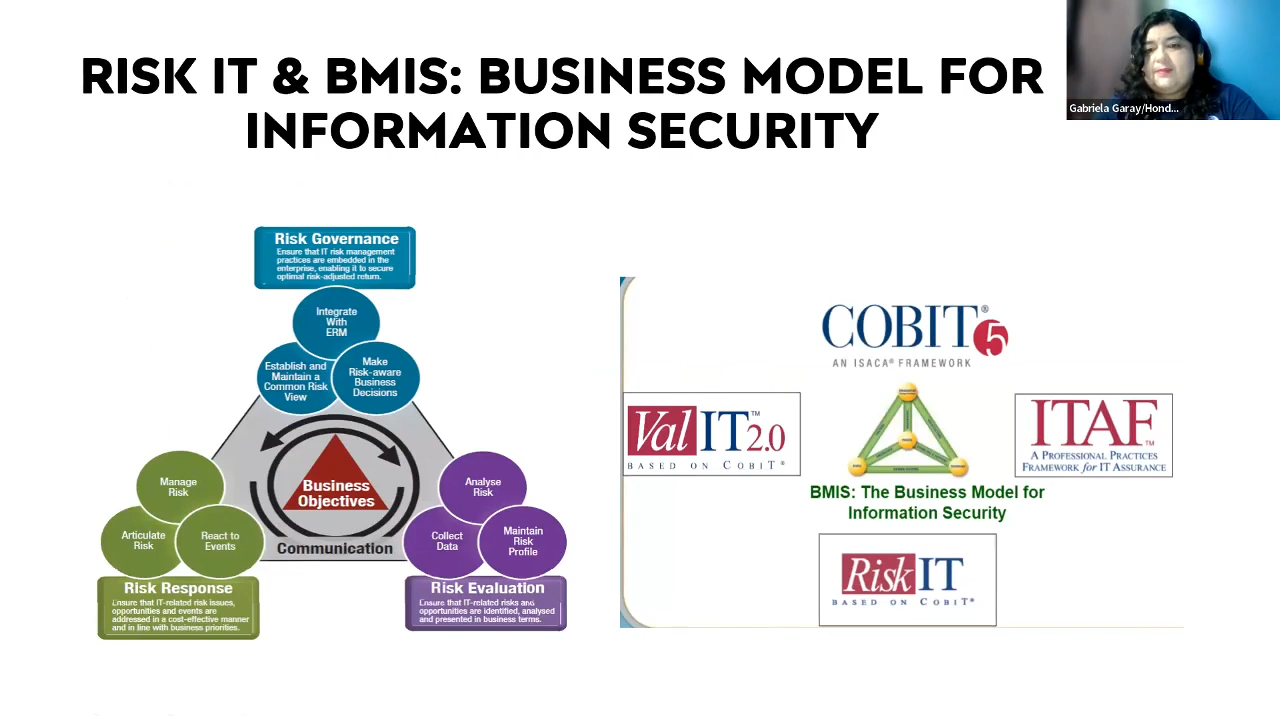 RISK IT & BMIS: BUSINESS MODEL FOR
INFORMATION SECURITY
Gabriela Garay/Hond...
Risk Governance
Ensure that IT risk management
practices are embedded in the
enterprise, enabling it to secure
optimal risk-adjusted return.
Integrate
With
ERM
Establish and
Maintain a
Common Risk
View
Make
Risk-aware
Business
Decisions
Business
Objectives
Communication
Manage
Risk
Articulate
Risk
React to
Events
Risk Response
Ensure that IT-related risk issues,
opportunities and events are
addressed in a cost-effective manner
and in line with business priorities.
Analyse
Risk
Collect
Data
Maintain
Risk
Profile
Risk Evaluation
Ensure that IT-related risks and
opportunities are identified, analysed
and presented in business terms.
COBIT® 5
AN ISACA® FRAMEWORK
Val IT™ 2.0
BASED ON COBIT®
ITAF™
A PROFESSIONAL PRACTICES
FRAMEWORK for IT ASSURANCE
BMIS: The Business Model for
Information Security
Risk IT
BASED ON COBIT®